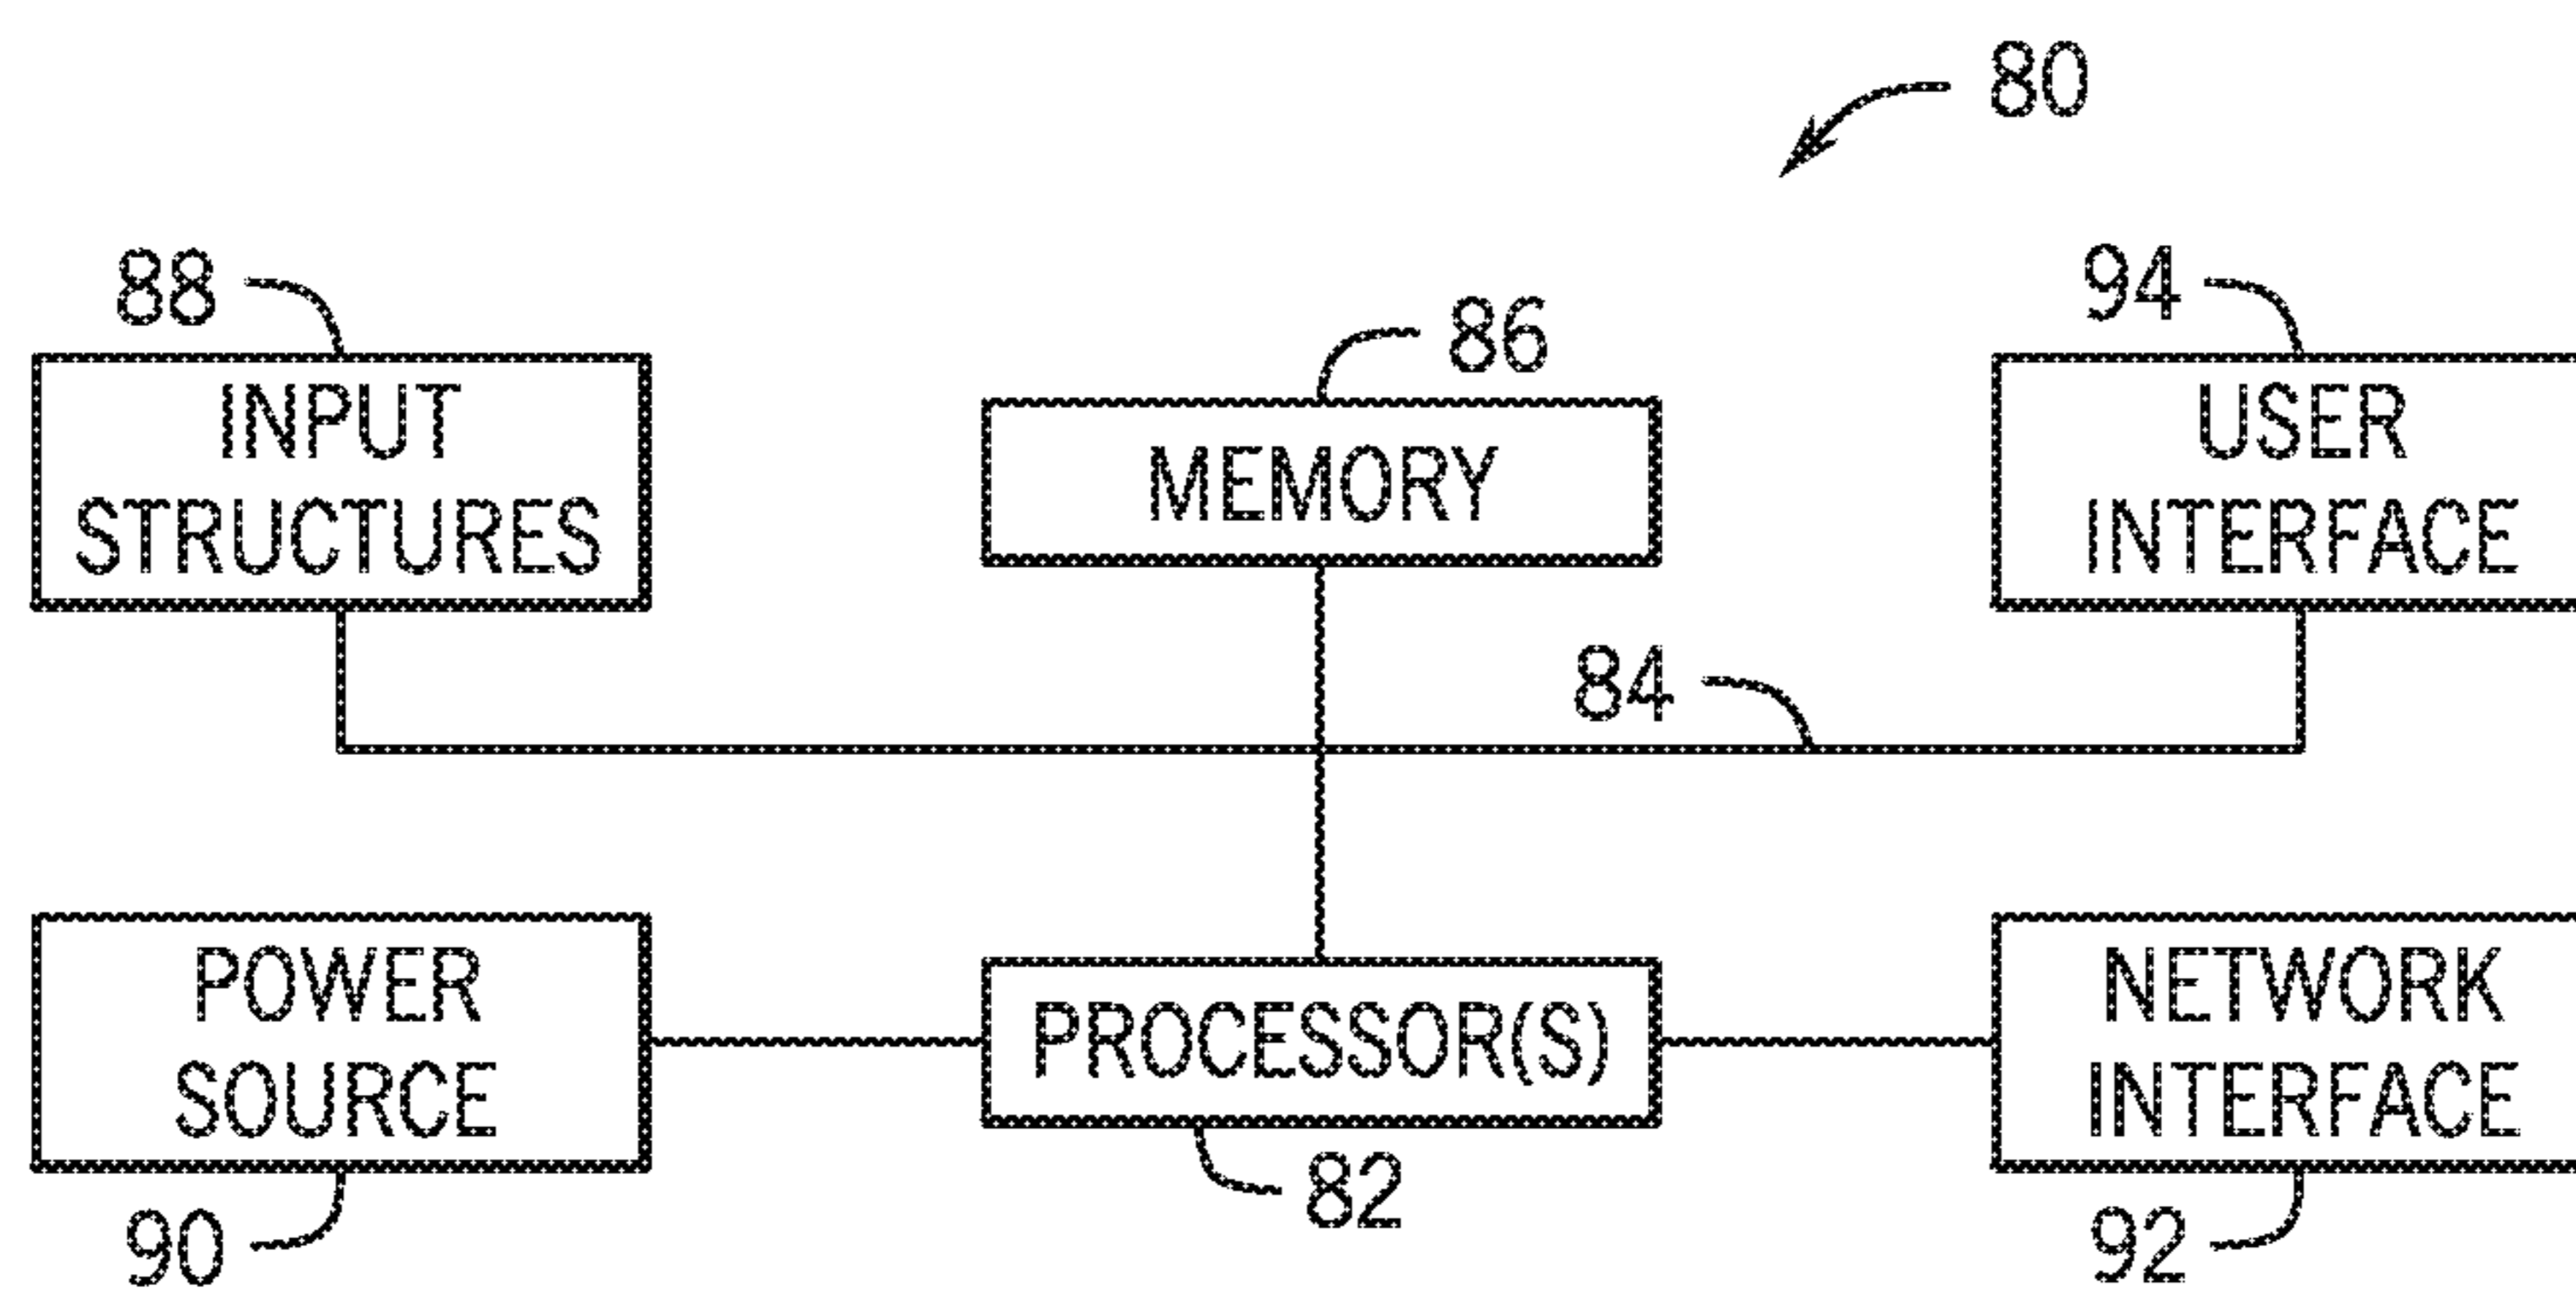 80
88
86
94
INPUT
STRUCTURES
MEMORY
USER
INTERFACE
84
POWER
SOURCE
PROCESSOR(S)
NETWORK
INTERFACE
90
82
92